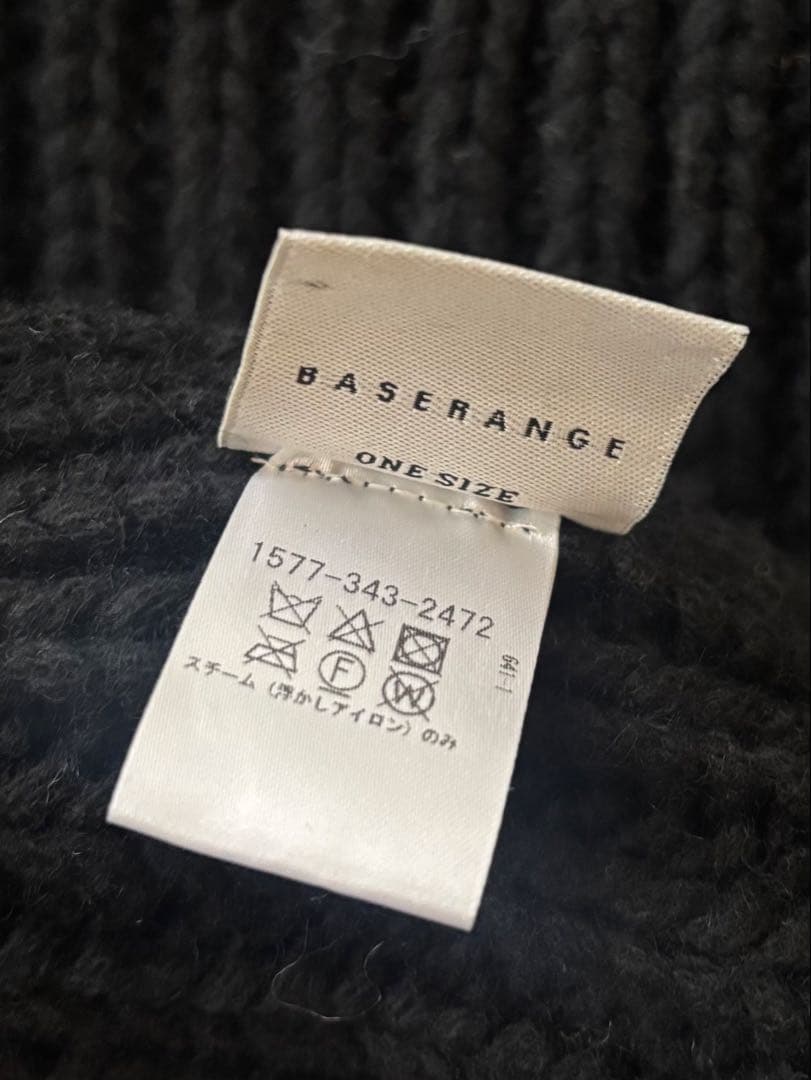 BASERANGE
ONE SIZE
1577-343-2472
F
W
スチーム(浮かしアイロン)のみ